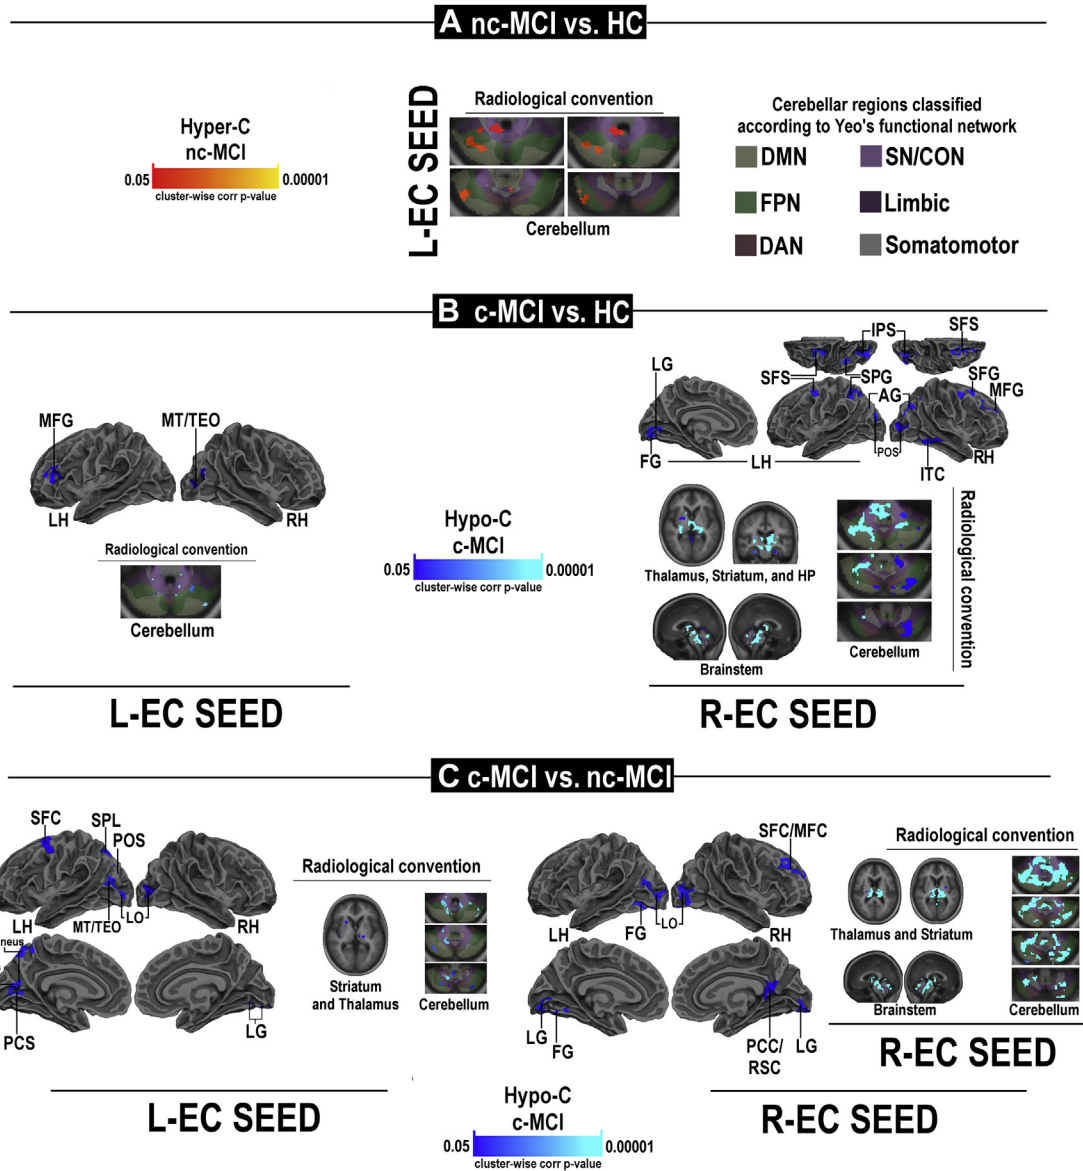 A nc-MCI vs. HC
Hyper-C
nc-MCI
0.05
0.00001
cluster-wise corr p-value
L-EC SEED
Radiological convention
Cerebellum
Cerebellar regions classified
according to Yeo's functional network
DMN
SN/CON
FPN
Limbic
DAN
Somatomotor
B c-MCI vs. HC
MFG
MT/TEO
LH
RH
Radiological convention
Cerebellum
L-EC SEED
Hypo-C
c-MCI
0.05
0.00001
cluster-wise corr p-value
IPS
SFS
LG
SFS
SPG
SFG
AG
MFG
POS
FG
LH
ITC
RH
Thalamus, Striatum, and HP
Brainstem
Cerebellum
Radiological convention
R-EC SEED
C c-MCI vs. nc-MCI
SFC
SPL
POS
LH
MT/TEO
LO
RH
neus
PCS
LG
Radiological convention
Striatum
and Thalamus
Cerebellum
L-EC SEED
SFC/MFC
LH
FG
LO
RH
LG
FG
PCC/
RSC
LG
Radiological convention
Thalamus and Striatum
Brainstem
Cerebellum
R-EC SEED
R-EC SEED
Hypo-C
c-MCI
0.05
0.00001
cluster-wise corr p-value